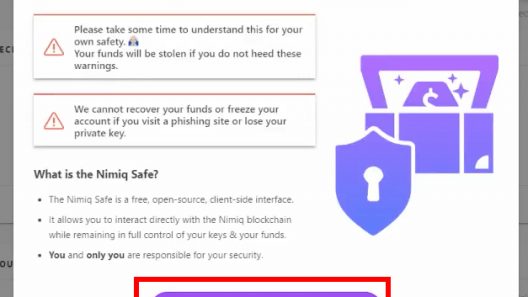 Please take some time to understand this for your
own safety.
Your funds will be stolen if you do not heed these
warnings.
We cannot recover your funds or freeze your
account if you visit a phishing site or lose your
private key.
What is the Nimiq Safe?
• The Nimiq Safe is a free, open-source, client-side interface.
• It allows you to interact directly with the Nimiq blockchain
while remaining in full control of your keys & your funds.
• You and only you are responsible for your security.